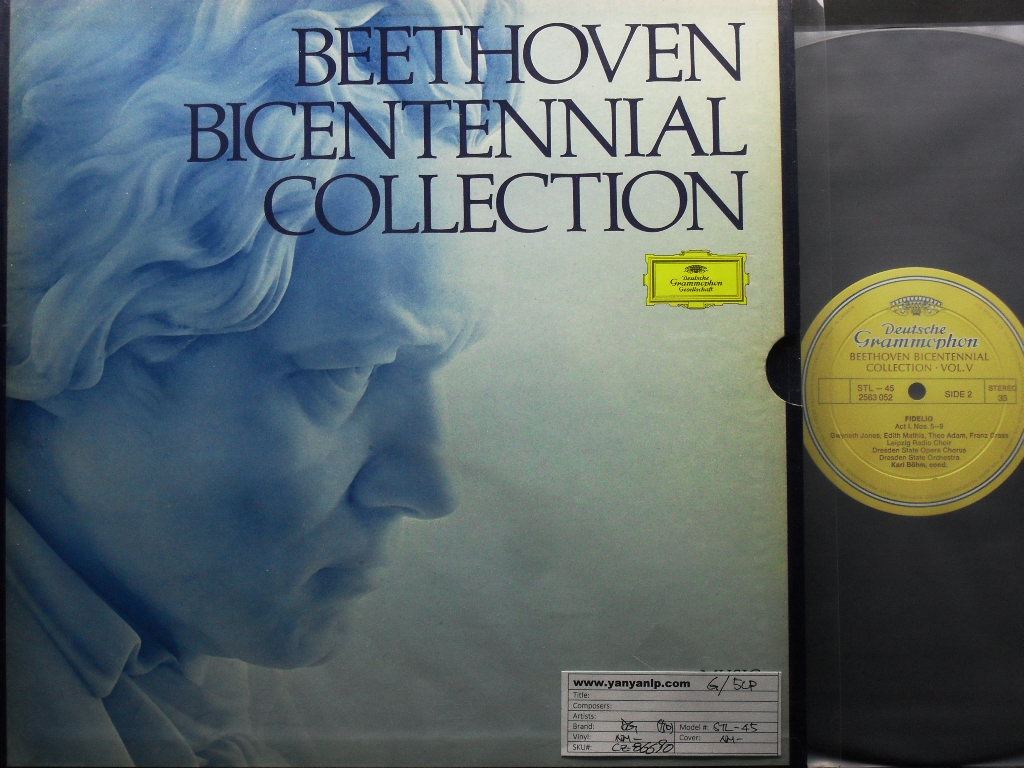 BEETHOVEN
BICENTENNIAL
COLLECTION
Deutsche
Grammophon
Gesellschaft
Deutsche
Grammophon
BEETHOVEN BICENTENNIAL
COLLECTION · VOL. V
STL – 45
2563 052
SIDE 2
STEREO
33
FIDELIO
Act I, Nos. 5–9
Gwyneth Jones, Edith Mathis, Theo Adam, Franz Crass
Leipzig Radio Choir
Dresden State Opera Chorus
Dresden State Orchestra
Karl Böhm, cond.
www.yanyanlp.com G/5LP
Title:
Composers:
Artists:
Brand: DG Model #: STL-45
Vinyl: NM- Cover: NM-
SKU#: